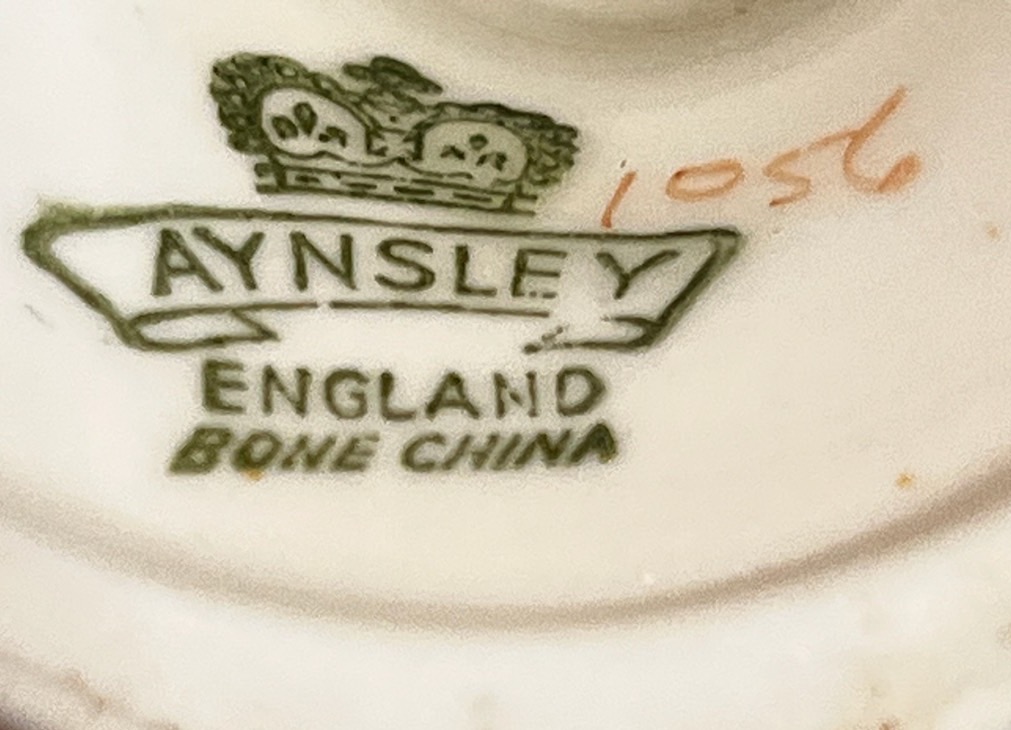 1056
AYNSLEY
ENGLAND
BONE CHINA